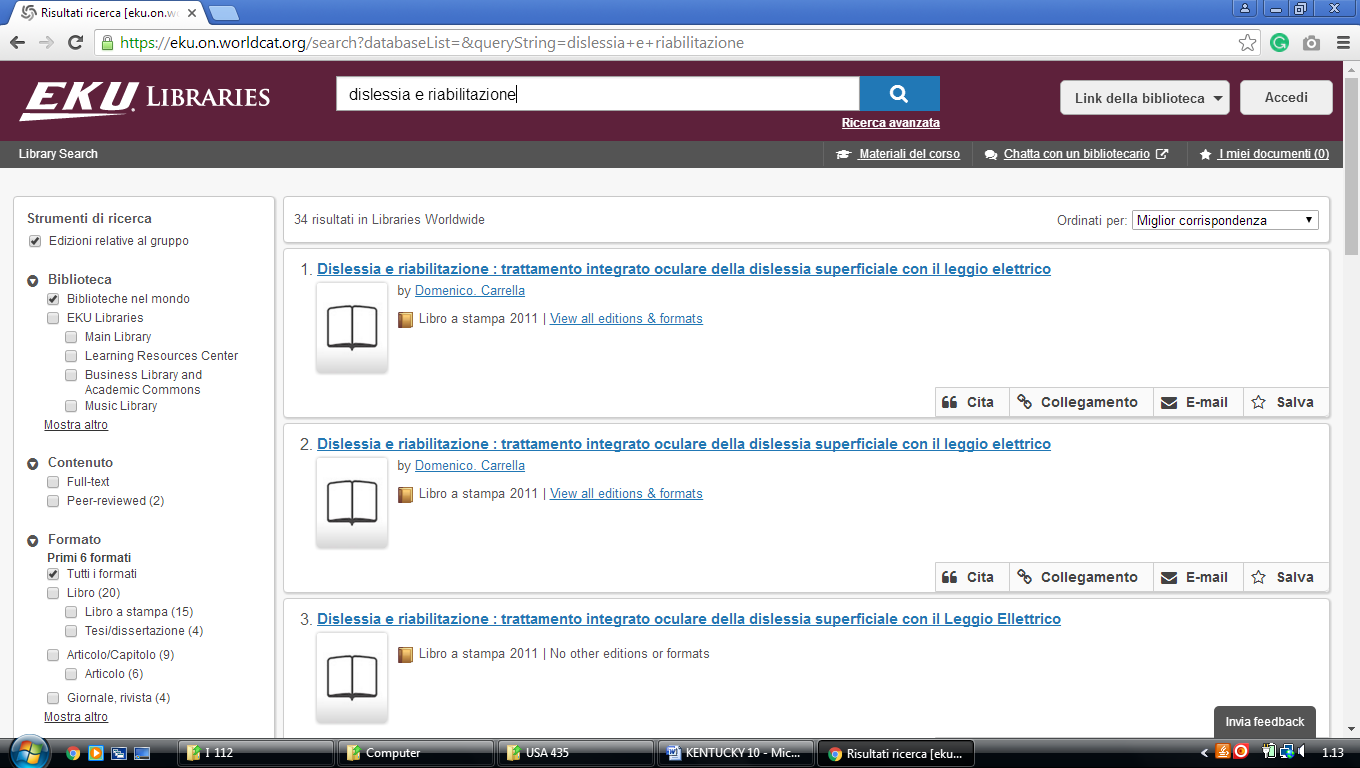 Risultati ricerca [eku.on.w
https://eku.on.worldcat.org/search?databaseList=&queryString=dislessia+e+riabilitazione
EKU LIBRARIES
dislessia e riabilitazione
Ricerca avanzata
Link della biblioteca
Accedi
Library Search
Materiali del corso
Chatta con un bibliotecario
I miei documenti (0)
Strumenti di ricerca
Edizioni relative al gruppo
Biblioteca
Biblioteche nel mondo
EKU Libraries
Main Library
Learning Resources Center
Business Library and
Academic Commons
Music Library
Mostra altro
Contenuto
Full-text
Peer-reviewed (2)
Formato
Primi 6 formati
Tutti i formati
Libro (20)
Libro a stampa (15)
Tesi/dissertazione (4)
Articolo/Capitolo (9)
Articolo (6)
Giornale, rivista (4)
Mostra altro
34 risultati in Libraries Worldwide
Ordinati per: Miglior corrispondenza
1. Dislessia e riabilitazione : trattamento integrato oculare della dislessia superficiale con il leggio elettrico
by Domenico. Carrella
Libro a stampa 2011 | View all editions & formats
Cita Collegamento E-mail Salva
2. Dislessia e riabilitazione : trattamento integrato oculare della dislessia superficiale con il leggio elettrico
by Domenico. Carrella
Libro a stampa 2011 | View all editions & formats
Cita Collegamento E-mail Salva
3. Dislessia e riabilitazione : trattamento integrato oculare della dislessia superficiale con il Leggio Ellettrico
Libro a stampa 2011 | No other editions or formats
Invia feedback
I 112
Computer
USA 435
KENTUCKY 10 - Mic...
Risultati ricerca [eku...
1.13